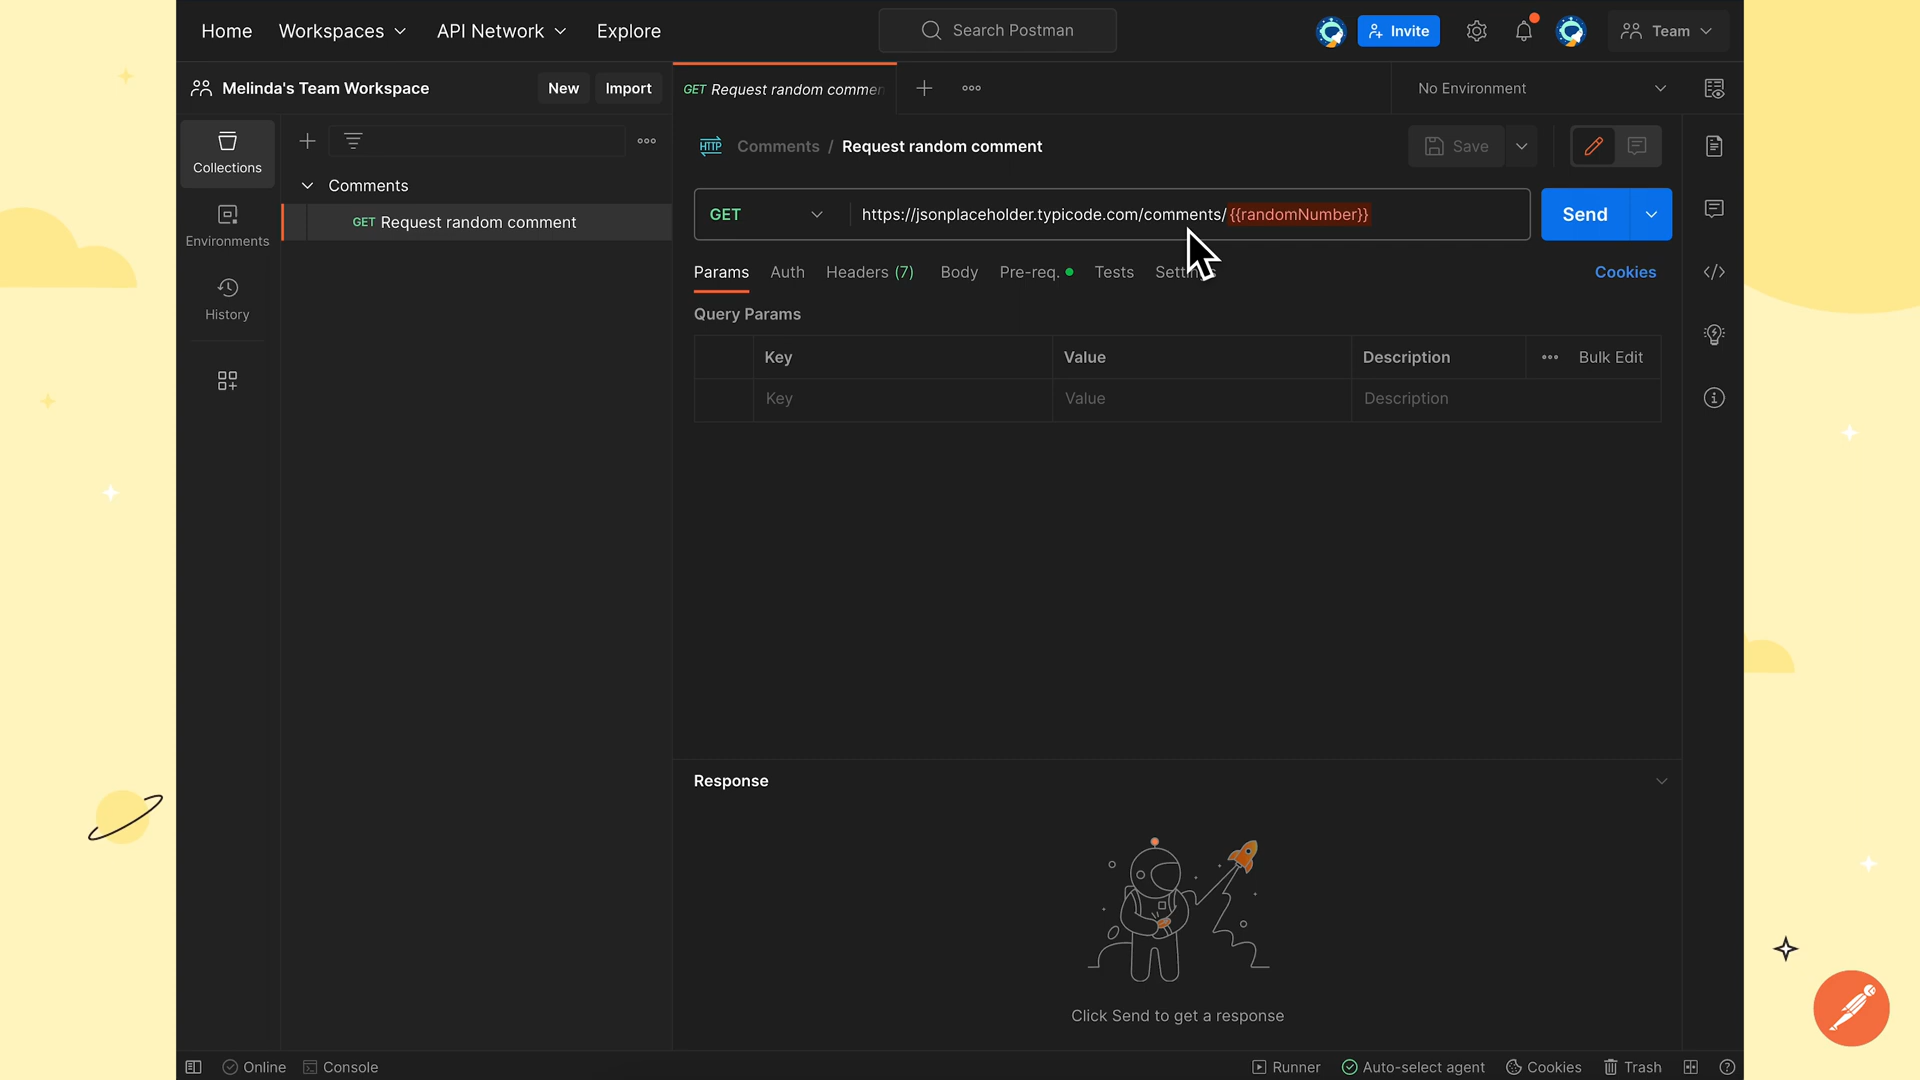 Home Workspaces API Network Explore
Search Postman
Invite
Team
Melinda's Team Workspace
New
Import
GET Request random commen
No Environment
Collections
Environments
History
Comments
GET Request random comment
HTTP Comments / Request random comment
Save
GET
https://jsonplaceholder.typicode.com/comments/{{randomNumber}}
Send
Params Auth Headers (7) Body Pre-req. Tests Settings
Cookies
Query Params
Key Value Description Bulk Edit
Key Value Description
Response
Click Send to get a response
Online Console
Runner Auto-select agent Cookies Trash